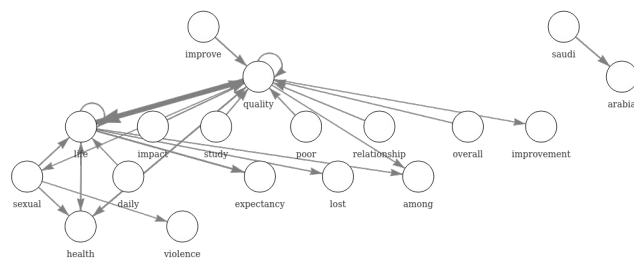 improve
saudi
quality
arabia
life
impact
study
poor
relationship
overall
improvement
sexual
daily
expectancy
lost
among
health
violence